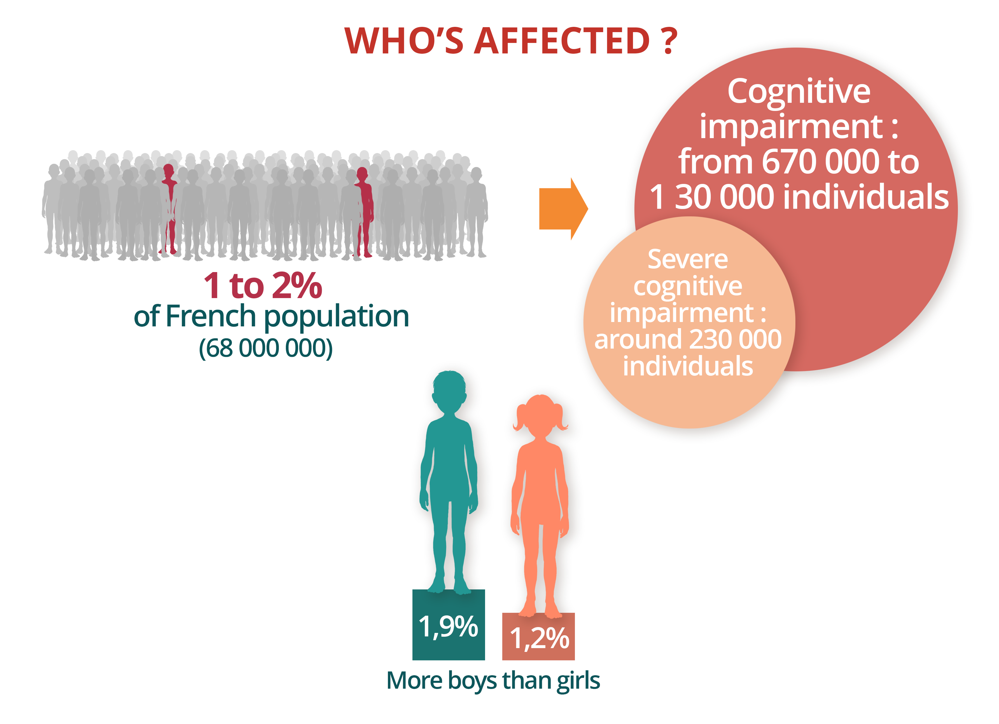 WHO’S AFFECTED ?
1 to 2%
of French population
(68 000 000)
Cognitive
impairment :
from 670 000 to
1 30 000 individuals
Severe
cognitive
impairment :
around 230 000
individuals
1,9%
1,2%
More boys than girls